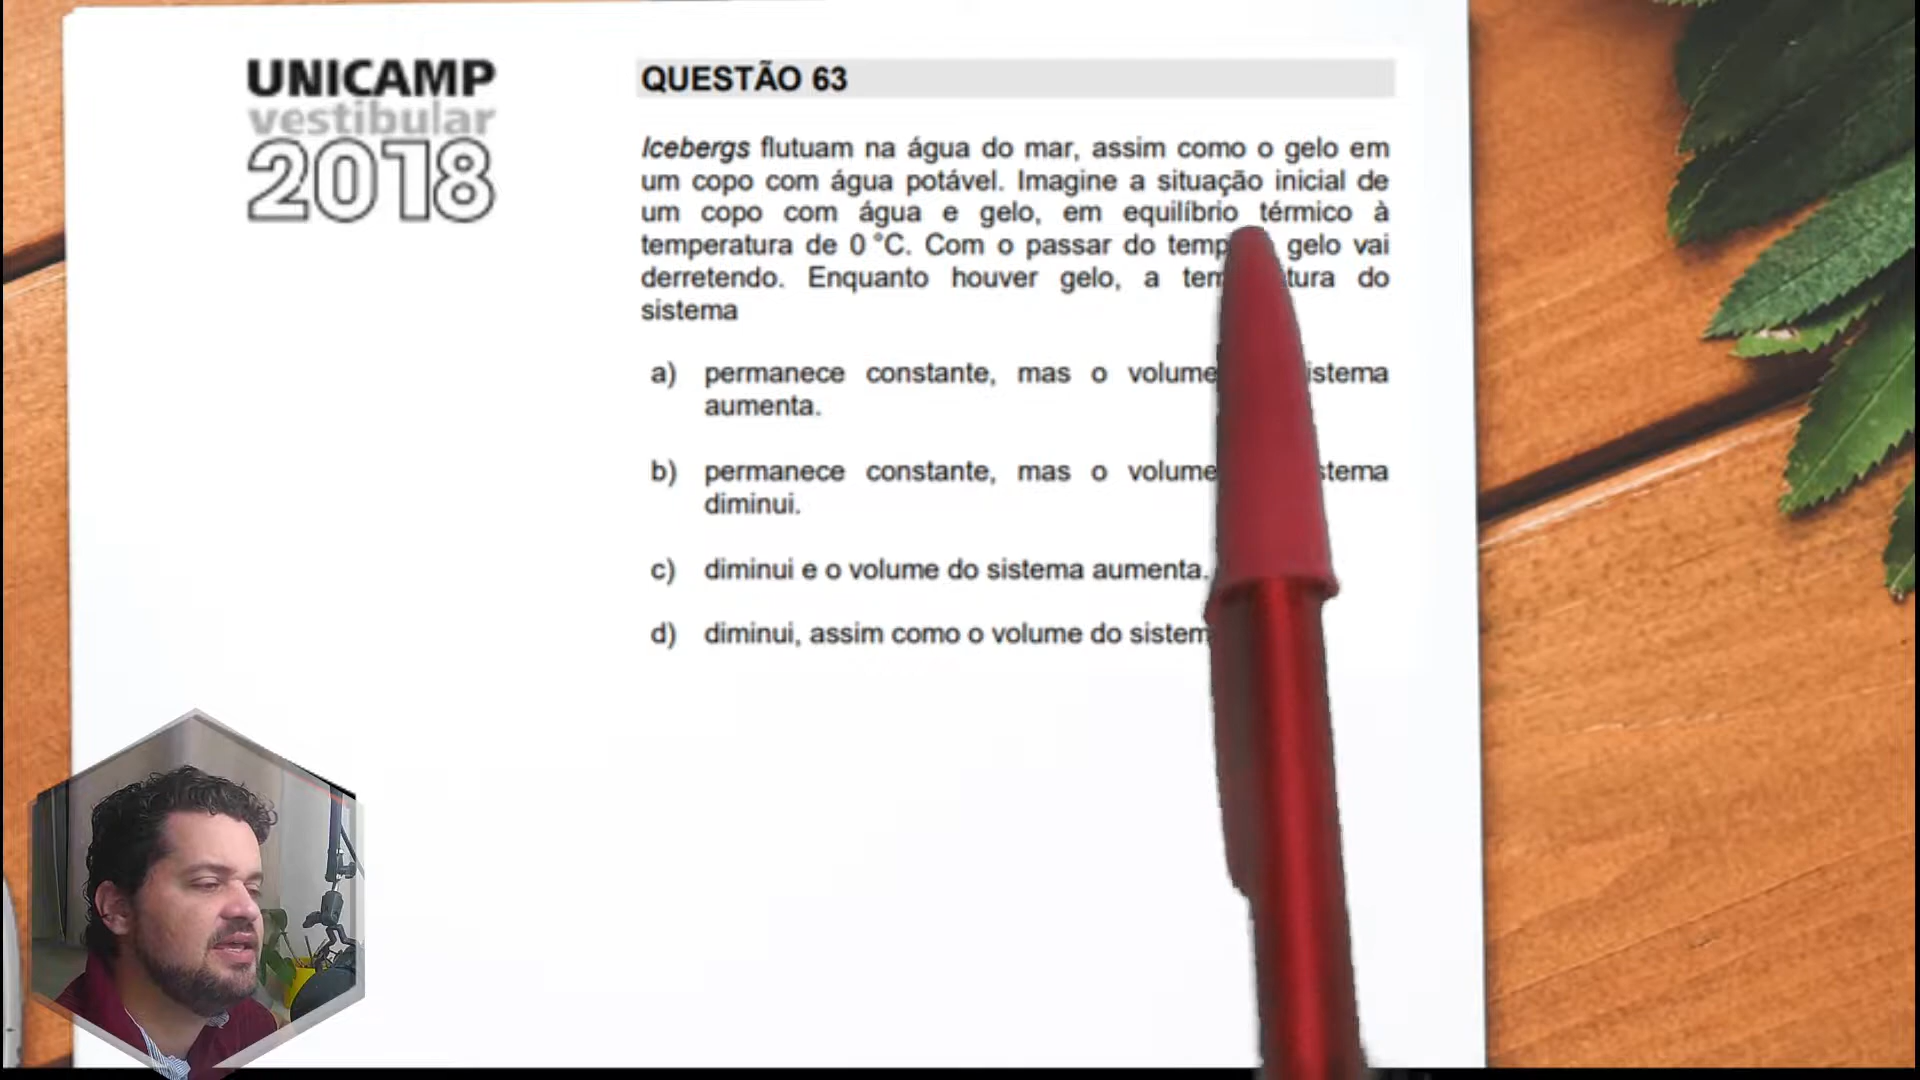 UNICAMP
vestibular
2018
QUESTÃO 63
Icebergs flutuam na água do mar, assim como o gelo em
um copo com água potável. Imagine a situação inicial de
um copo com água e gelo, em equilíbrio térmico à
temperatura de 0 °C. Com o passar do temp gelo vai
derretendo. Enquanto houver gelo, a tem tura do
sistema
a) permanece constante, mas o volume istema
aumenta.
b) permanece constante, mas o volume stema
diminui.
c) diminui e o volume do sistema aumenta.
d) diminui, assim como o volume do sistem